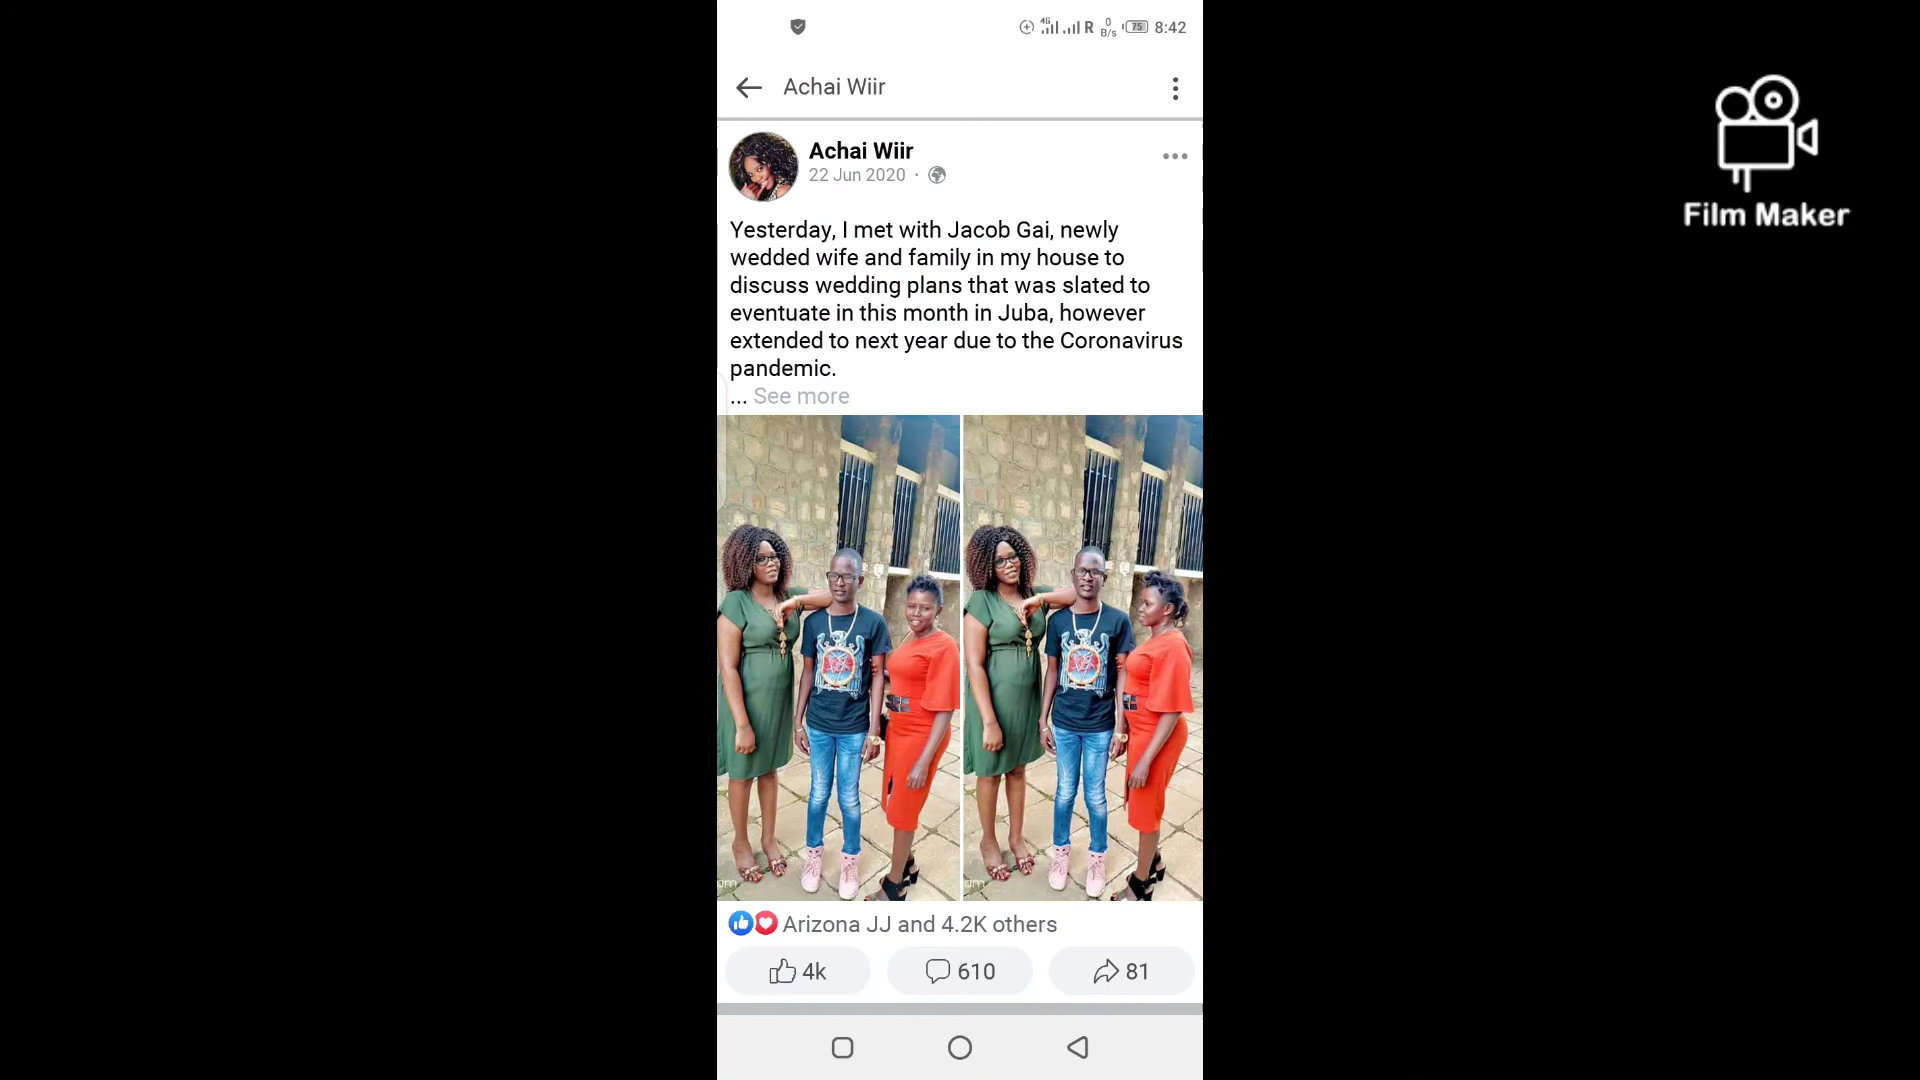 4G R 0 B/s 75 8:42
Achai Wiir
Achai Wiir
22 Jun 2020 ·
Yesterday, I met with Jacob Gai, newly
wedded wife and family in my house to
discuss wedding plans that was slated to
eventuate in this month in Juba, however
extended to next year due to the Coronavirus
pandemic.
... See more
Arizona JJ and 4.2K others
4k 610 81
Film Maker